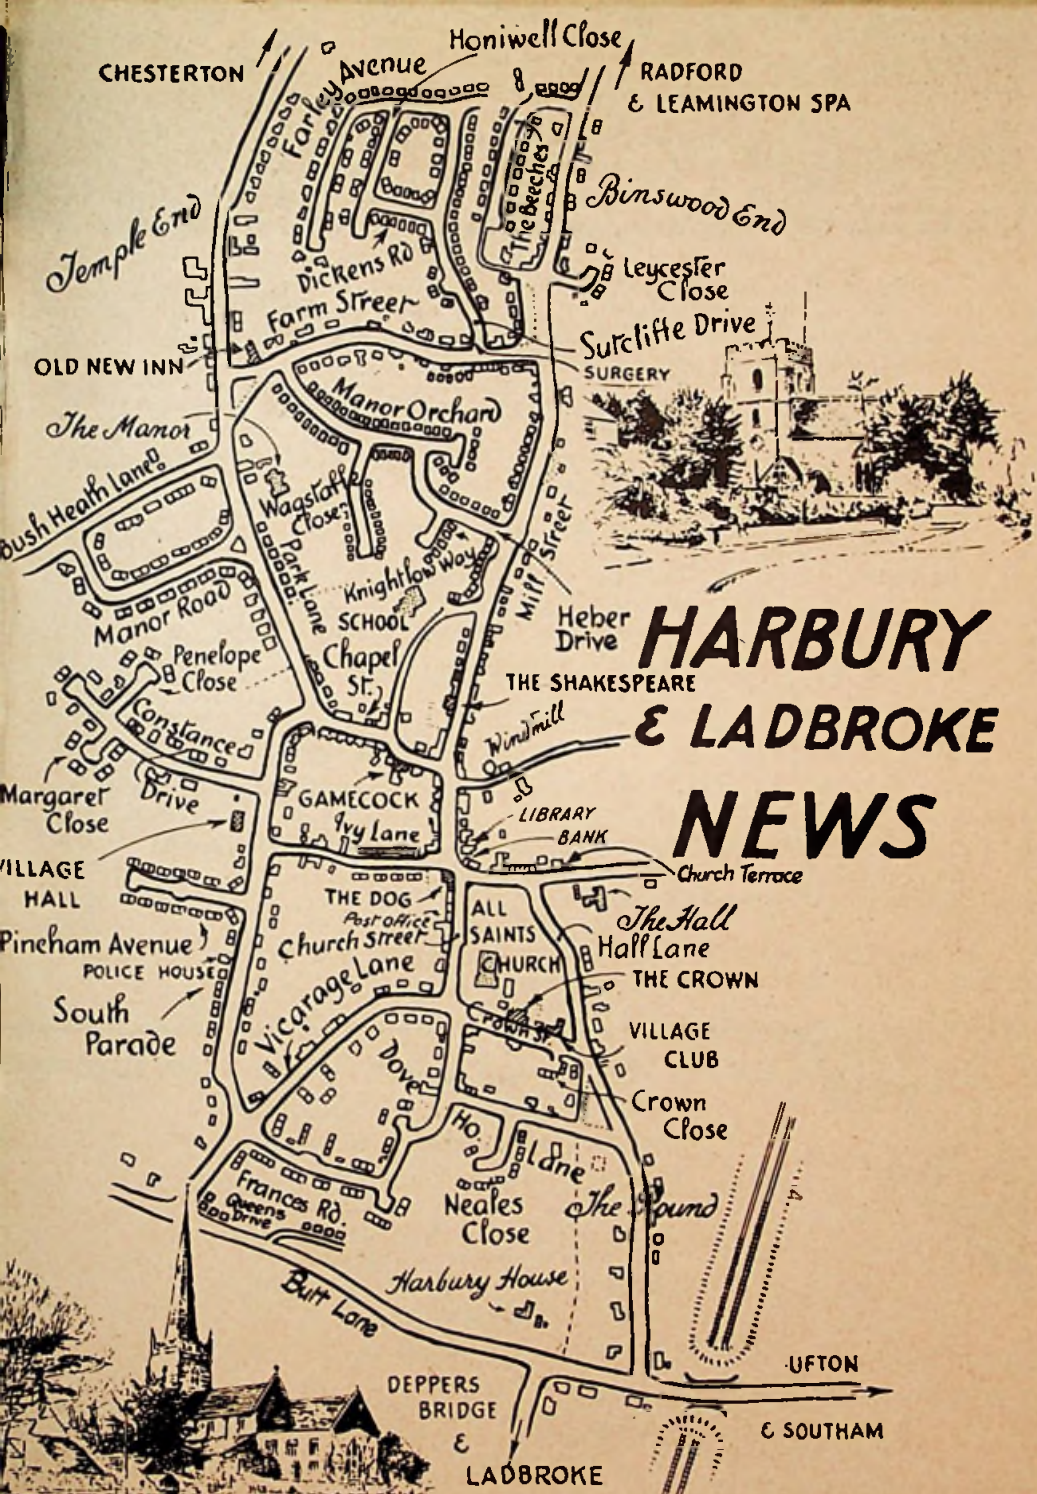 Honiwell Close
CHESTERTON
Farley Avenue
RADFORD
& LEAMINGTON SPA
The Beeches
Binswood End
Temple End
Dickens Rd
Leycester
Close
Farm Street
Sutcliffe Drive
OLD NEW INN
SURGERY
Manor Orchard
The Manor
Bush Heath Lane
Wagstaffe
Close
Park Lane
Mill Street
Knightlow Way
Manor Road
SCHOOL
Heber
Drive
HARBURY
& LADBROKE
NEWS
Penelope
Close
Chapel
St.
THE SHAKESPEARE
Constance
Drive
Windmill
Margaret
Close
GAMECOCK
Ivy Lane
LIBRARY
BANK
VILLAGE
HALL
Church Terrace
THE DOG
Post office
Church Street
ALL
SAINTS
CHURCH
The Hall
Hall Lane
Pineham Avenue
POLICE HOUSE
THE CROWN
South
Parade
Vicarage Lane
Crown St.
VILLAGE
CLUB
Dove
Ho.
Lane
Crown
Close
Frances Rd.
Queens
Drive
Neales
Close
The Pound
Harbury House
Butt Lane
UFTON
& SOUTHAM
DEPPERS
BRIDGE
&
LADBROKE